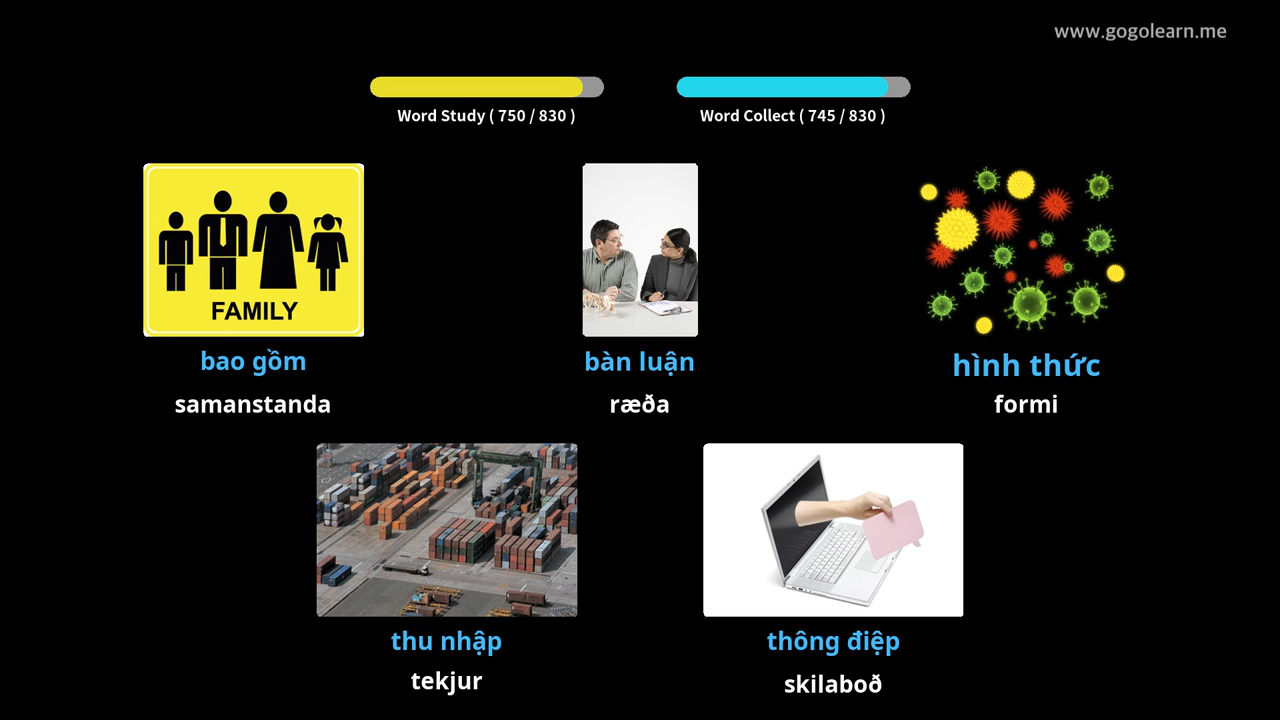 www.gogolearn.me
Word Study ( 750 / 830 )
Word Collect ( 745 / 830 )
FAMILY
bao gồm
samanstanda
bàn luận
ræða
hình thức
formi
thu nhập
tekjur
thông điệp
skilaboð